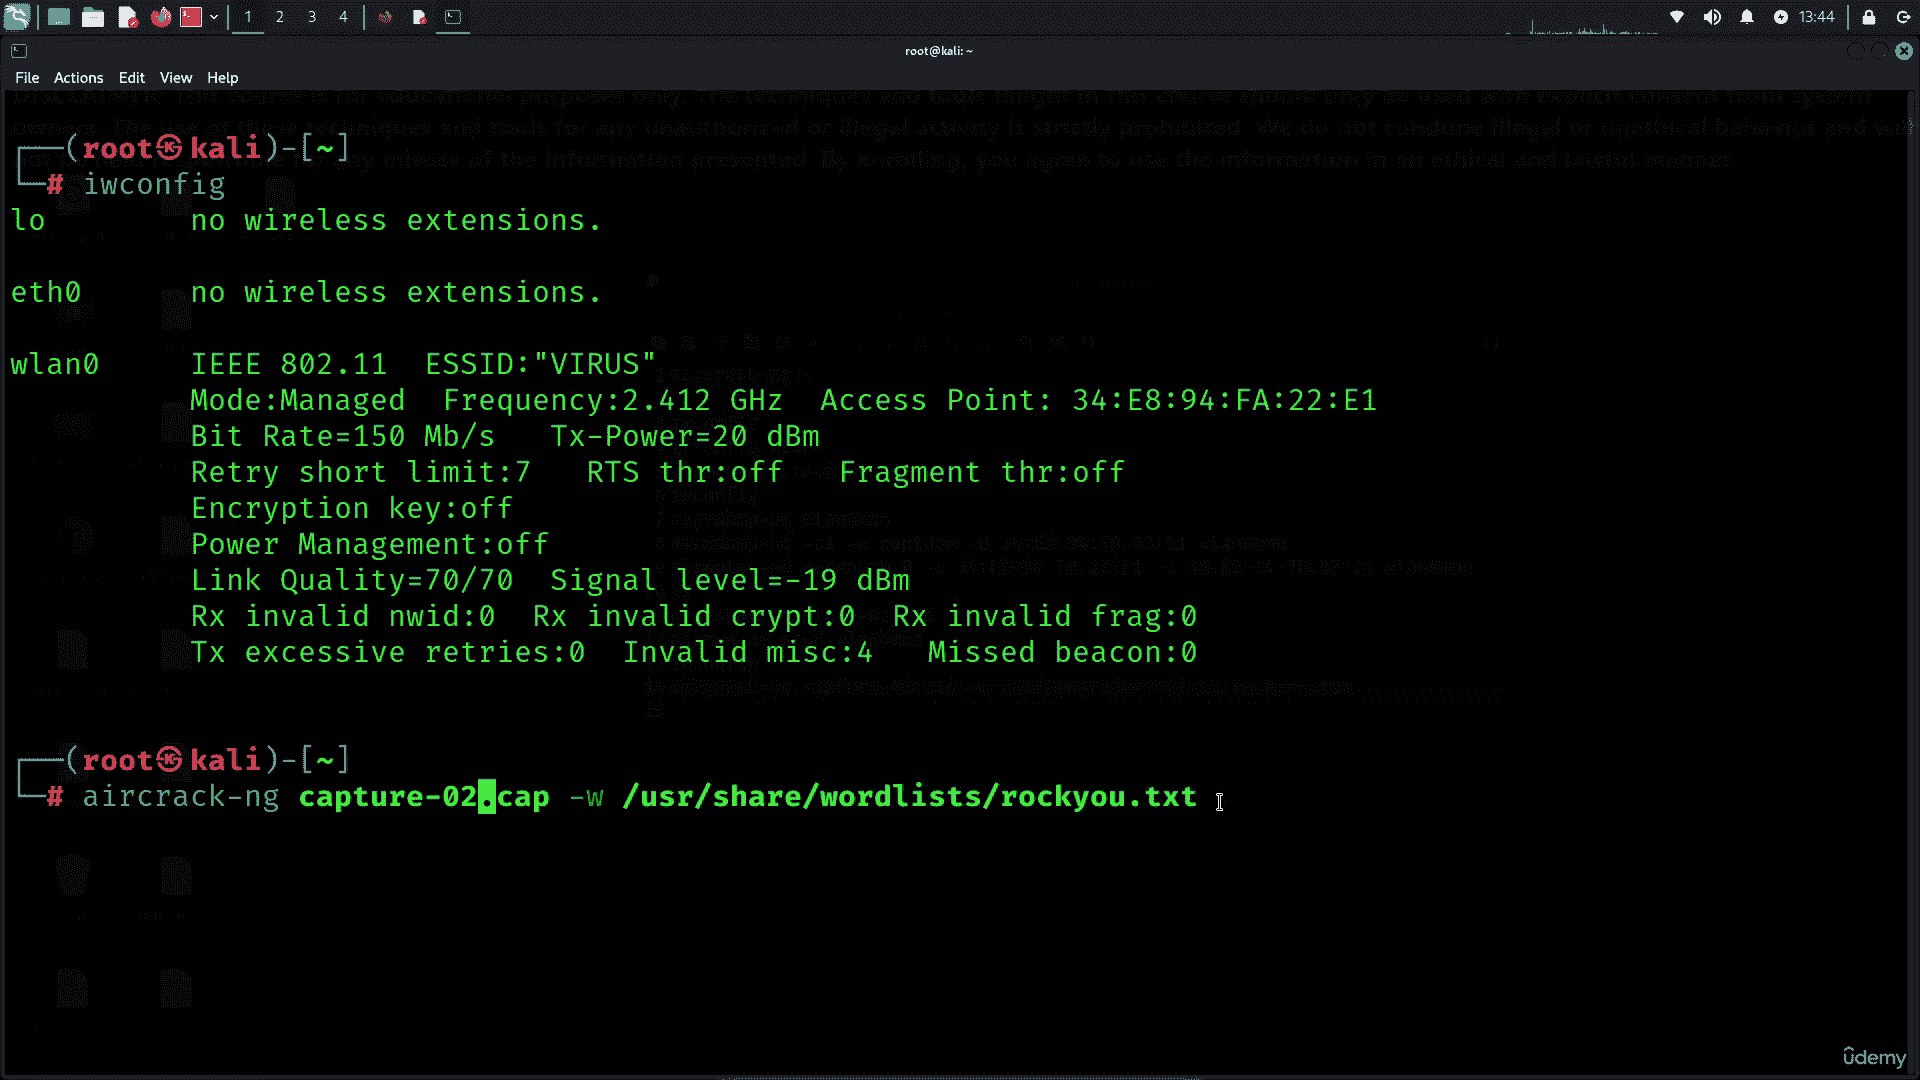 1 2 3 4 13:44
root@kali: ~
File Actions Edit View Help
(root㉿kali)-[~]
# iwconfig
lo no wireless extensions.
eth0 no wireless extensions.
wlan0 IEEE 802.11 ESSID:"VIRUS"
Mode:Managed Frequency:2.412 GHz Access Point: 34:E8:94:FA:22:E1
Bit Rate=150 Mb/s Tx-Power=20 dBm
Retry short limit:7 RTS thr:off Fragment thr:off
Encryption key:off
Power Management:off
Link Quality=70/70 Signal level=-19 dBm
Rx invalid nwid:0 Rx invalid crypt:0 Rx invalid frag:0
Tx excessive retries:0 Invalid misc:4 Missed beacon:0
(root㉿kali)-[~]
# aircrack-ng capture-02.cap -w /usr/share/wordlists/rockyou.txt
udemy